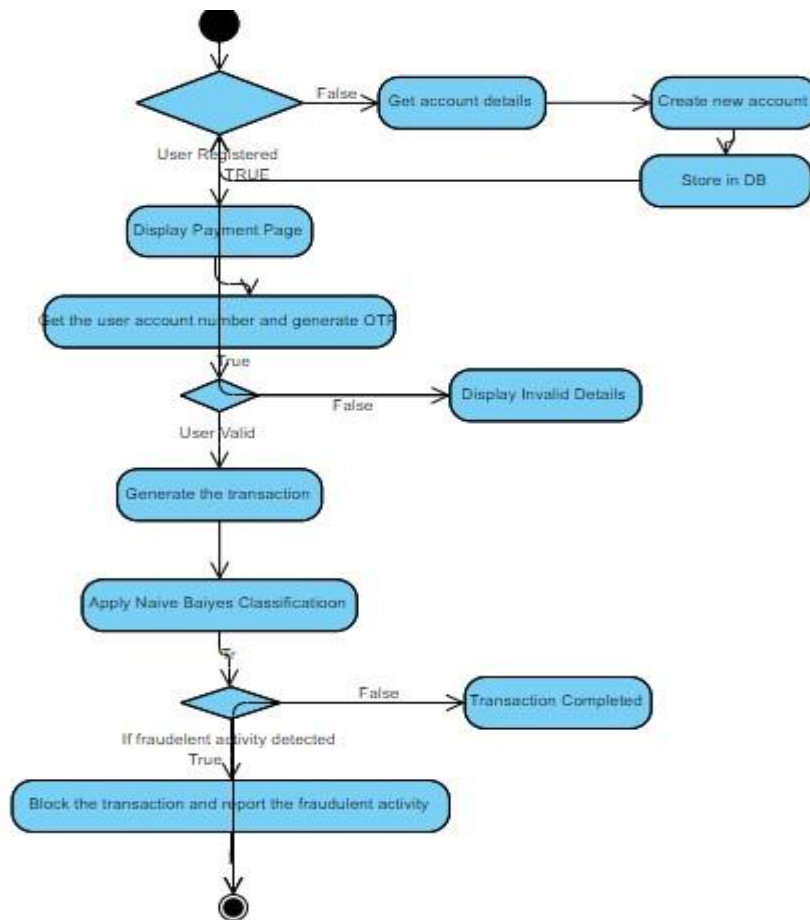 False
Get account details
Create new account
User Registered
TRUE
Store in DB
Display Payment Page
Get the user account number and generate OTP
True
Display Invalid Details
False
User Valid
Generate the transaction
Apply Naive Baiyes Classificatioon
False
Transaction Completed
If fraudelent activity detected
True
Block the transaction and report the fraudulent activity